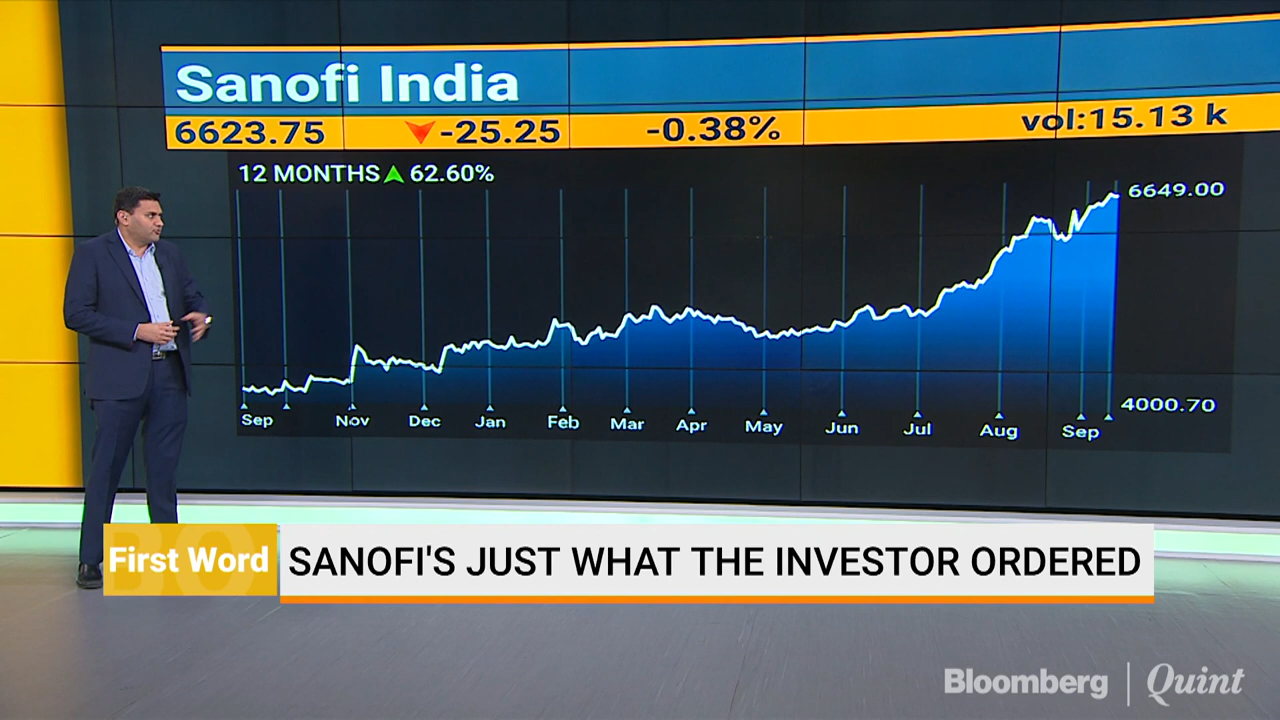 Sanofi India
6623.75 -25.25 -0.38% vol:15.13 k
12 MONTHS 62.60%
6649.00
4000.70
Sep Nov Dec Jan Feb Mar Apr May Jun Jul Aug Sep
First Word SANOFI'S JUST WHAT THE INVESTOR ORDERED
Bloomberg | Quint